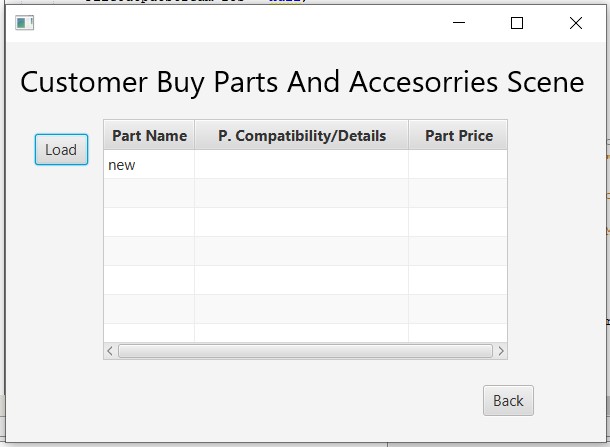 Customer Buy Parts And Accesorries Scene
Load
Part Name P. Compatibility/Details Part Price
new
Back